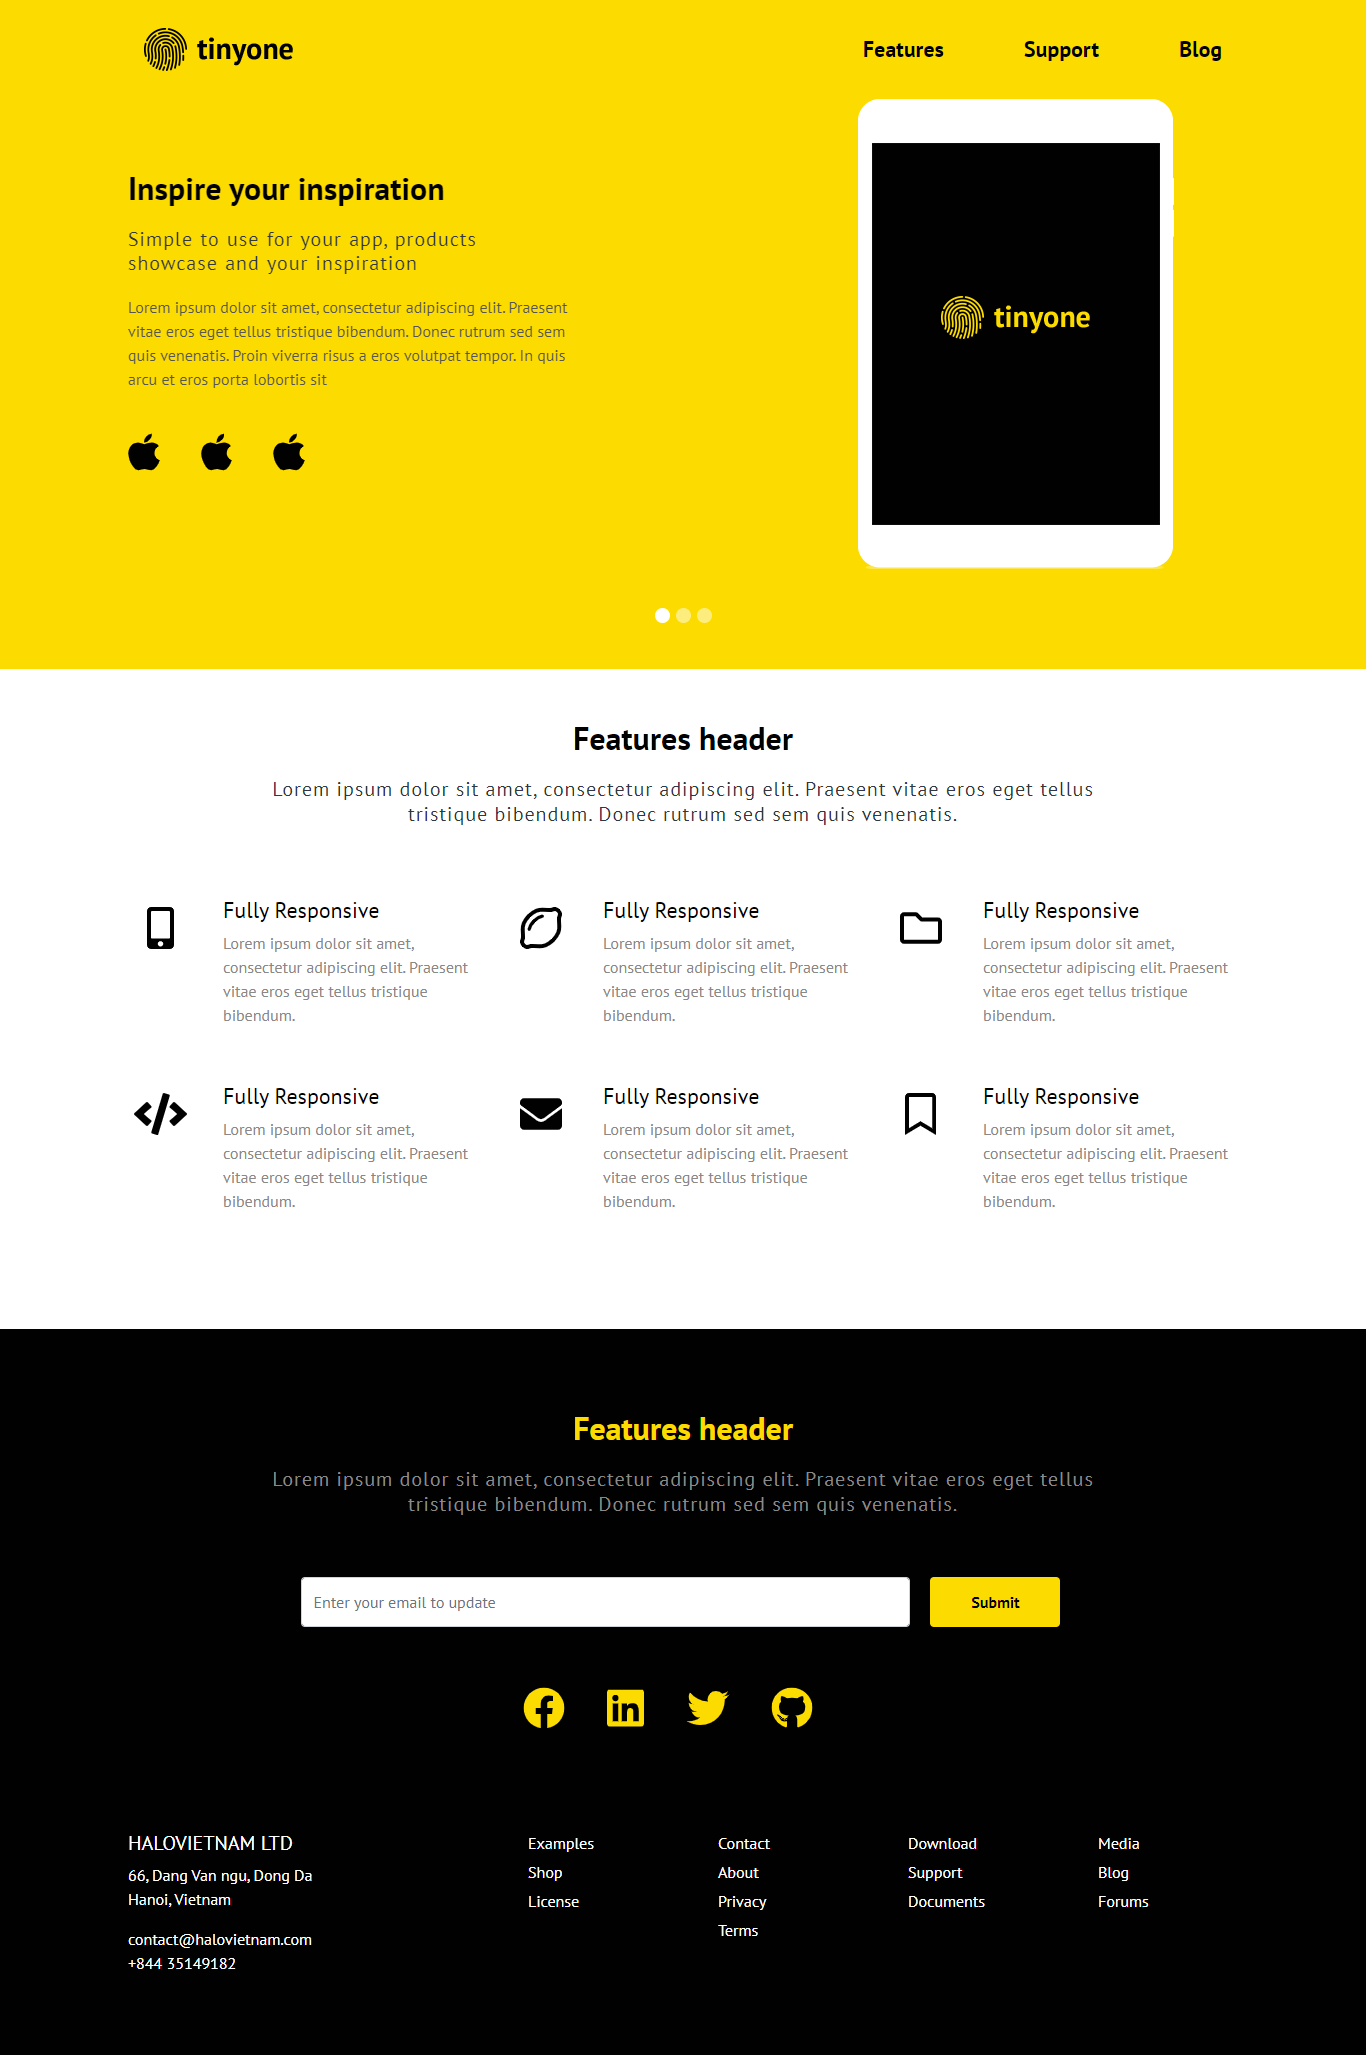 tinyone
Features
Support
Blog
Inspire your inspiration
Simple to use for your app, products
showcase and your inspiration
Lorem ipsum dolor sit amet, consectetur adipiscing elit. Praesent
vitae eros eget tellus tristique bibendum. Donec rutrum sed sem
quis venenatis. Proin viverra risus a eros volutpat tempor. In quis
arcu et eros porta lobortis sit
tinyone
Features header
Lorem ipsum dolor sit amet, consectetur adipiscing elit. Praesent vitae eros eget tellus
tristique bibendum. Donec rutrum sed sem quis venenatis.
Fully Responsive
Lorem ipsum dolor sit amet,
consectetur adipiscing elit. Praesent
vitae eros eget tellus tristique
bibendum.
Fully Responsive
Lorem ipsum dolor sit amet,
consectetur adipiscing elit. Praesent
vitae eros eget tellus tristique
bibendum.
Fully Responsive
Lorem ipsum dolor sit amet,
consectetur adipiscing elit. Praesent
vitae eros eget tellus tristique
bibendum.
Fully Responsive
Lorem ipsum dolor sit amet,
consectetur adipiscing elit. Praesent
vitae eros eget tellus tristique
bibendum.
Fully Responsive
Lorem ipsum dolor sit amet,
consectetur adipiscing elit. Praesent
vitae eros eget tellus tristique
bibendum.
Fully Responsive
Lorem ipsum dolor sit amet,
consectetur adipiscing elit. Praesent
vitae eros eget tellus tristique
bibendum.
Features header
Lorem ipsum dolor sit amet, consectetur adipiscing elit. Praesent vitae eros eget tellus
tristique bibendum. Donec rutrum sed sem quis venenatis.
Enter your email to update
Submit
HALOVIETNAM LTD
66, Dang Van ngu, Dong Da
Hanoi, Vietnam
contact@halovietnam.com
+844 35149182
Examples
Shop
License
Contact
About
Privacy
Terms
Download
Support
Documents
Media
Blog
Forums